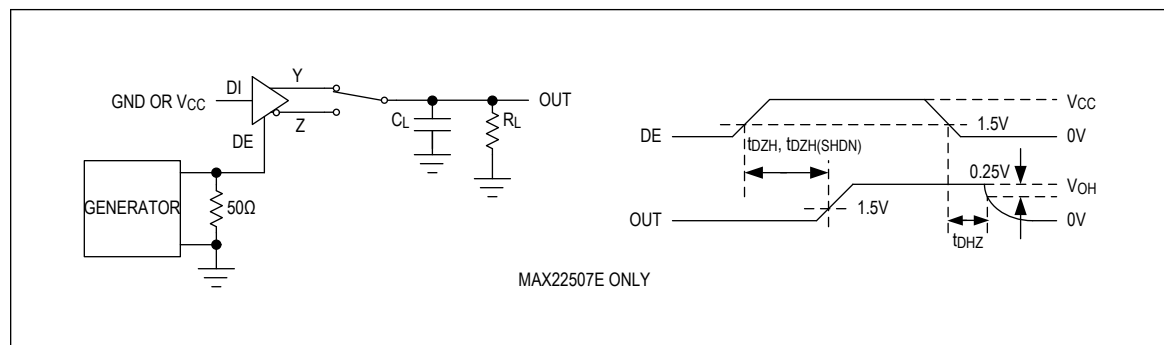 Y
DI
GND OR VCC
Z
DE
CL
RL
OUT
GENERATOR
50Ω
DE
VCC
1.5V
0V
tDZH, tDZH(SHDN)
0.25V
VOH
OUT
1.5V
0V
tDHZ
MAX22507E ONLY